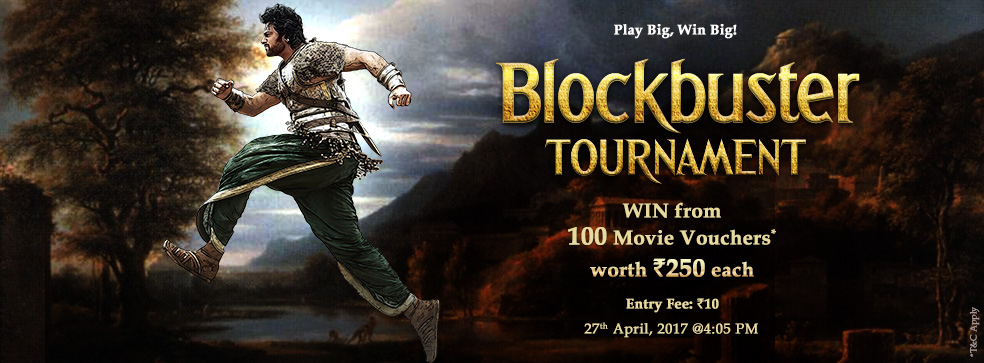 Play Big, Win Big!
Blockbuster
TOURNAMENT
WIN from
100 Movie Vouchers*
worth ₹250 each
Entry Fee: ₹10
27th April, 2017 @4:05 PM
*T&C Apply